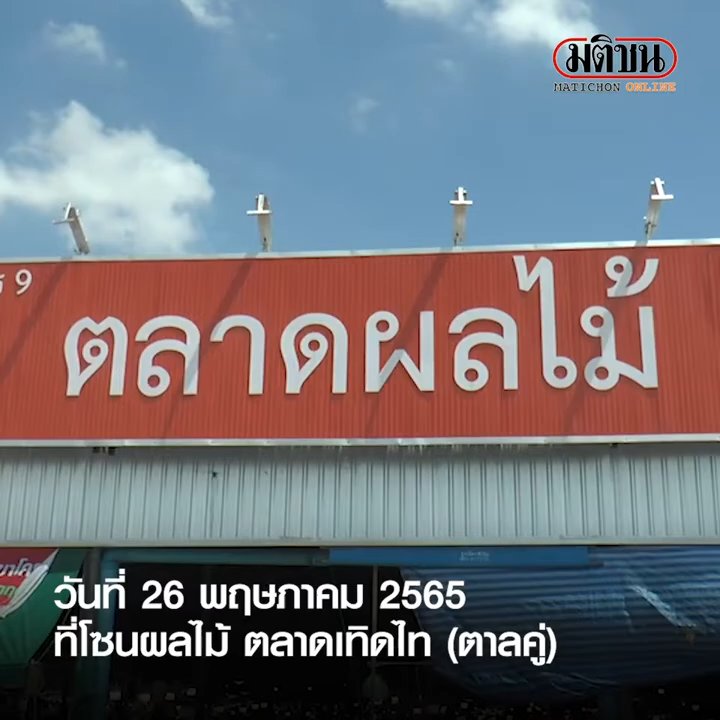 มติชน
MATICHON ONLINE
9
ตลาดผลไม้
วันที่ 26 พฤษภาคม 2565
ที่โซนผลไม้ ตลาดเทิดไท (ตาลคู่)